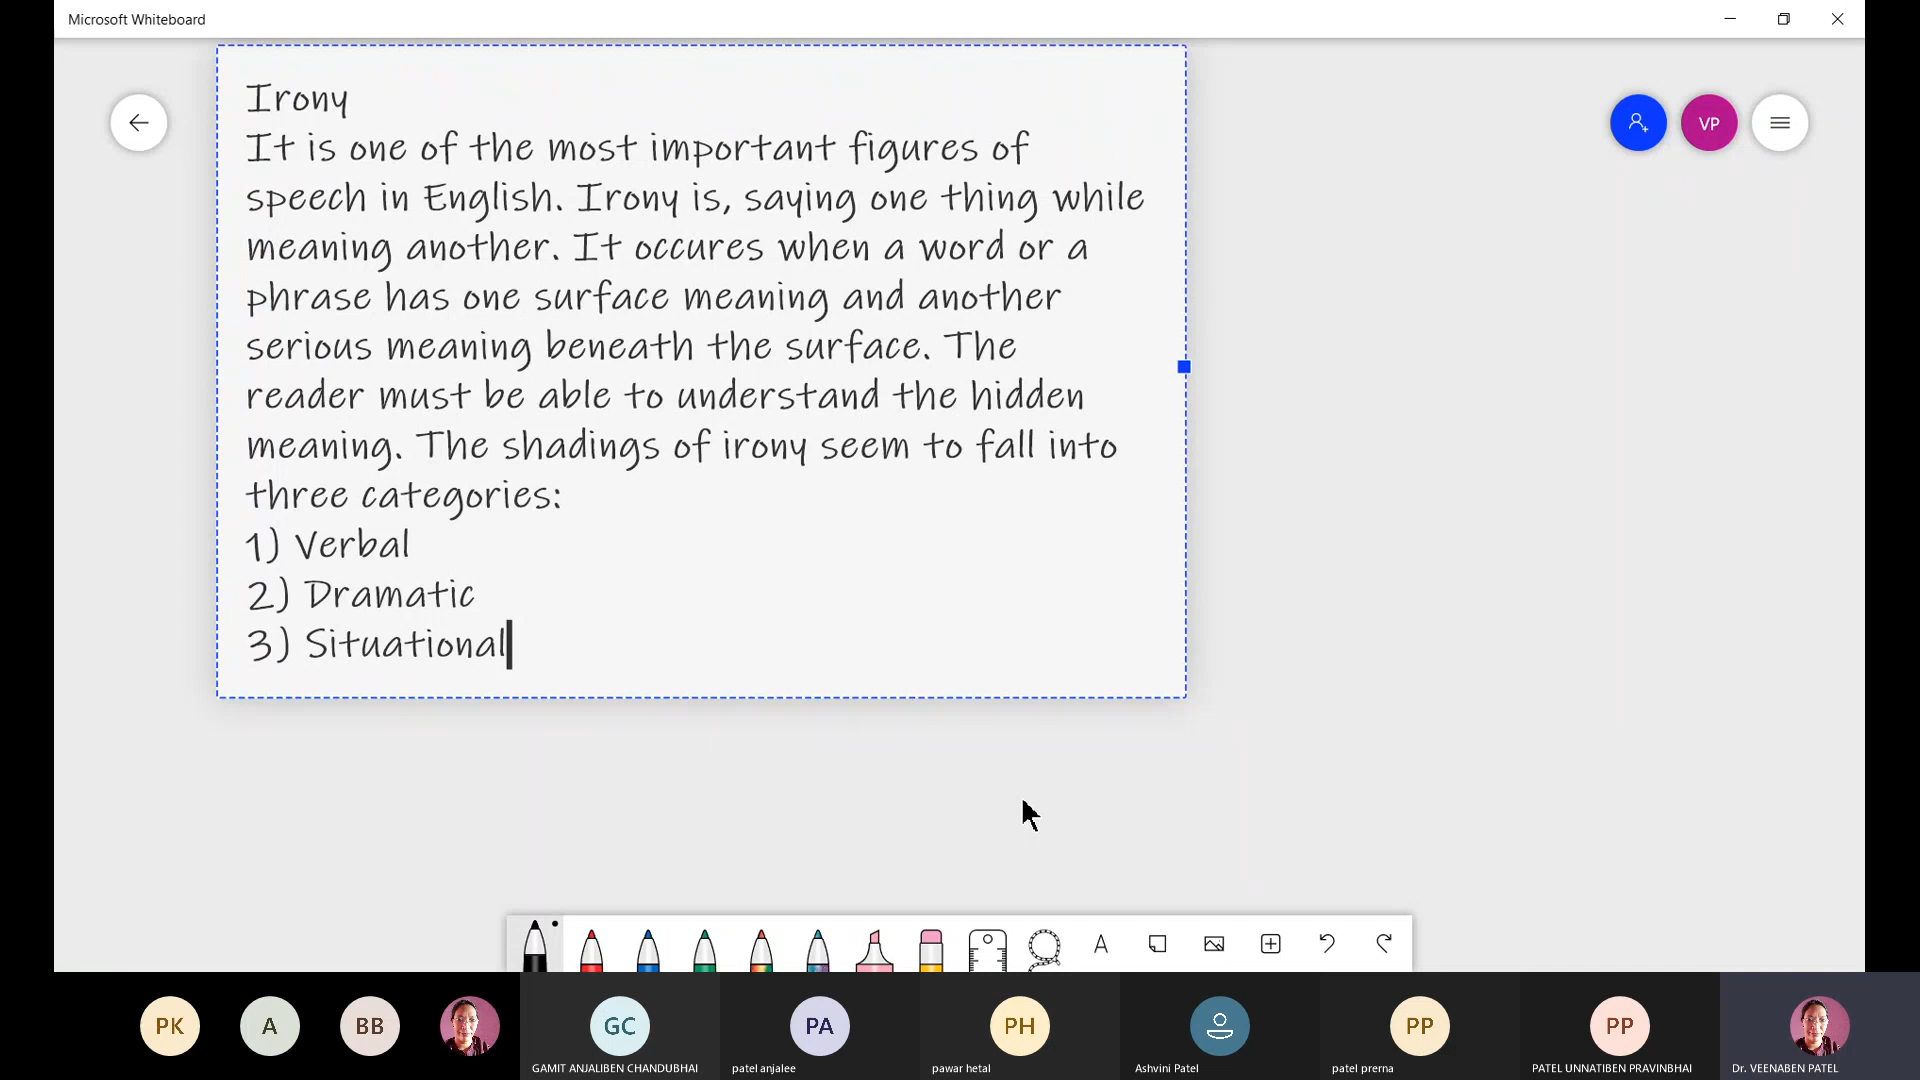 Microsoft Whiteboard
Irony
It is one of the most important figures of
speech in English. Irony is, saying one thing while
meaning another. It occures when a word or a
phrase has one surface meaning and another
serious meaning beneath the surface. The
reader must be able to understand the hidden
meaning. The shadings of irony seem to fall into
three categories:
1) Verbal
2) Dramatic
3) Situational
VP
PK
A
BB
GC
PA
PH
PP
PP
GAMIT ANJALIBEN CHANDUBHAI
patel anjalee
pawar hetal
Ashvini Patel
patel prerna
PATEL UNNATIBEN PRAVINBHAI
Dr. VEENABEN PATEL